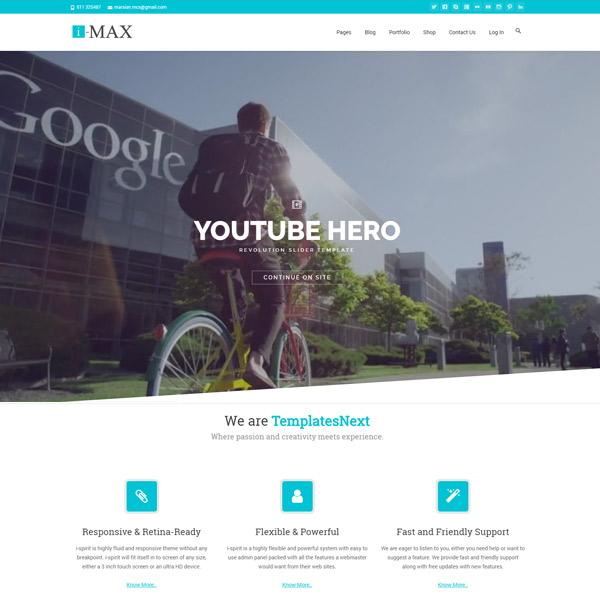 511 325487 marsian.mcs@gmail.com
i-MAX
Pages Blog Portfolio Shop Contact Us Log In
Google
YOUTUBE HERO
REVOLUTION SLIDER TEMPLATE
CONTINUE ON SITE
We are TemplatesNext
Where passion and creativity meets experience.
Responsive & Retina-Ready
i-spirit is highly fluid and responsive theme without any
breakpoint. i-spirit will fit itself in to screen of any size,
either a 3 inch touch screen or an ultra HD device.
Know More..
Flexible & Powerful
i-spirit is a highly flexible and powerful system with easy to
use admin panel packed with all the features a webmaster
would want from their web sites.
Know More..
Fast and Friendly Support
We are eager to listen to you, either you need help or want to
suggest a feature. We provide fast and friendly support
along with free updates with new features.
Know More..